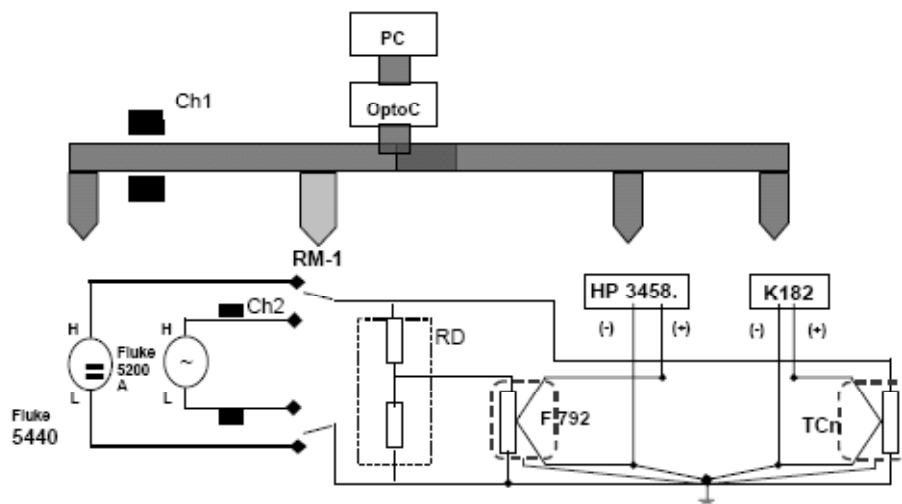 PC
OptoC
Ch1
RM-1
Ch2
HP 3458.
K182
(-) (+)
(-) (+)
H
H
RD
Fluke
5200
A
~
L
L
Fluke
5440
F 792
TCn